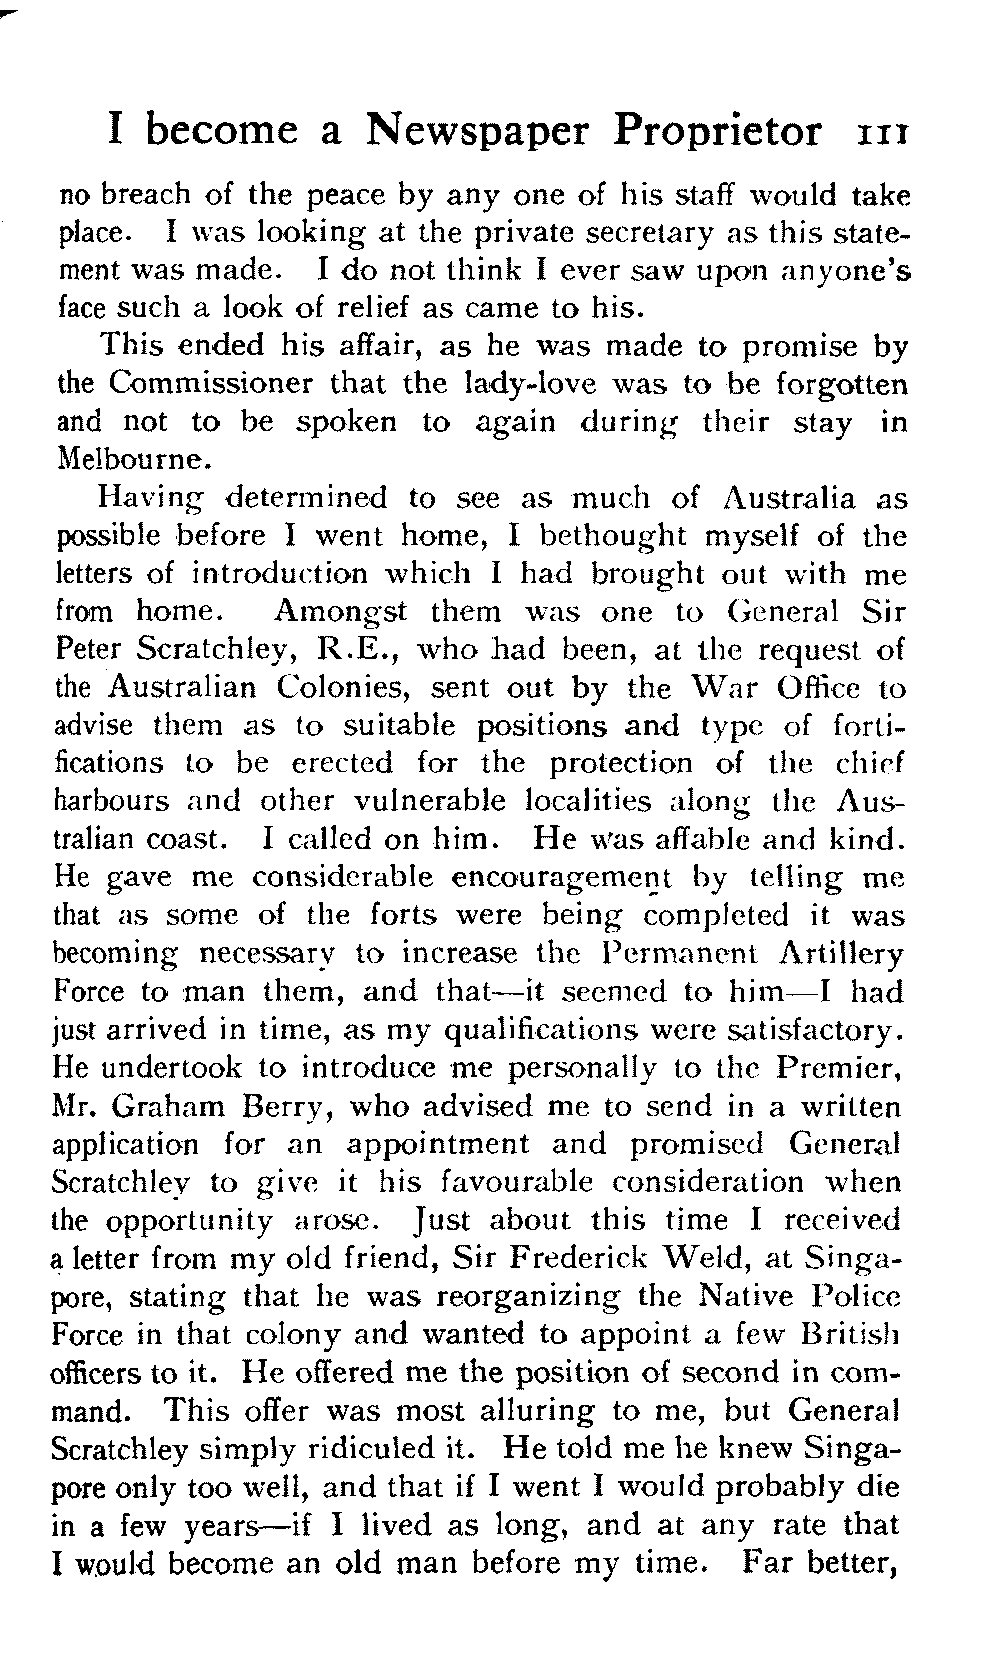 I become a Newspaper Proprietor 111
no breach of the peace by any one of his staff would take
place. I was looking at the private secretary as this state-
ment was made. I do not think I ever saw upon anyone's
face such a look of relief as came to his.
This ended his affair, as he was made to promise by
the Commissioner that the lady-love was to be forgotten
and not to be spoken to again during their stay in
Melbourne.
Having determined to see as much of Australia as
possible before I went home, I bethought myself of the
letters of introduction which I had brought out with me
from home. Amongst them was one to General Sir
Peter Scratchley, R.E., who had been, at the request of
the Australian Colonies, sent out by the War Office to
advise them as to suitable positions and type of forti-
fications to be erected for the protection of the chief
harbours and other vulnerable localities along the Aus-
tralian coast. I called on him. He was affable and kind.
He gave me considerable encouragement by telling me
that as some of the forts were being completed it was
becoming necessary to increase the Permanent Artillery
Force to man them, and that—it seemed to him—I had
just arrived in time, as my qualifications were satisfactory.
He undertook to introduce me personally to the Premier,
Mr. Graham Berry, who advised me to send in a written
application for an appointment and promised General
Scratchley to give it his favourable consideration when
the opportunity arose. Just about this time I received
a letter from my old friend, Sir Frederick Weld, at Singa-
pore, stating that he was reorganizing the Native Police
Force in that colony and wanted to appoint a few British
officers to it. He offered me the position of second in com-
mand. This offer was most alluring to me, but General
Scratchley simply ridiculed it. He told me he knew Singa-
pore only too well, and that if I went I would probably die
in a few years—if I lived as long, and at any rate that
I would become an old man before my time. Far better,